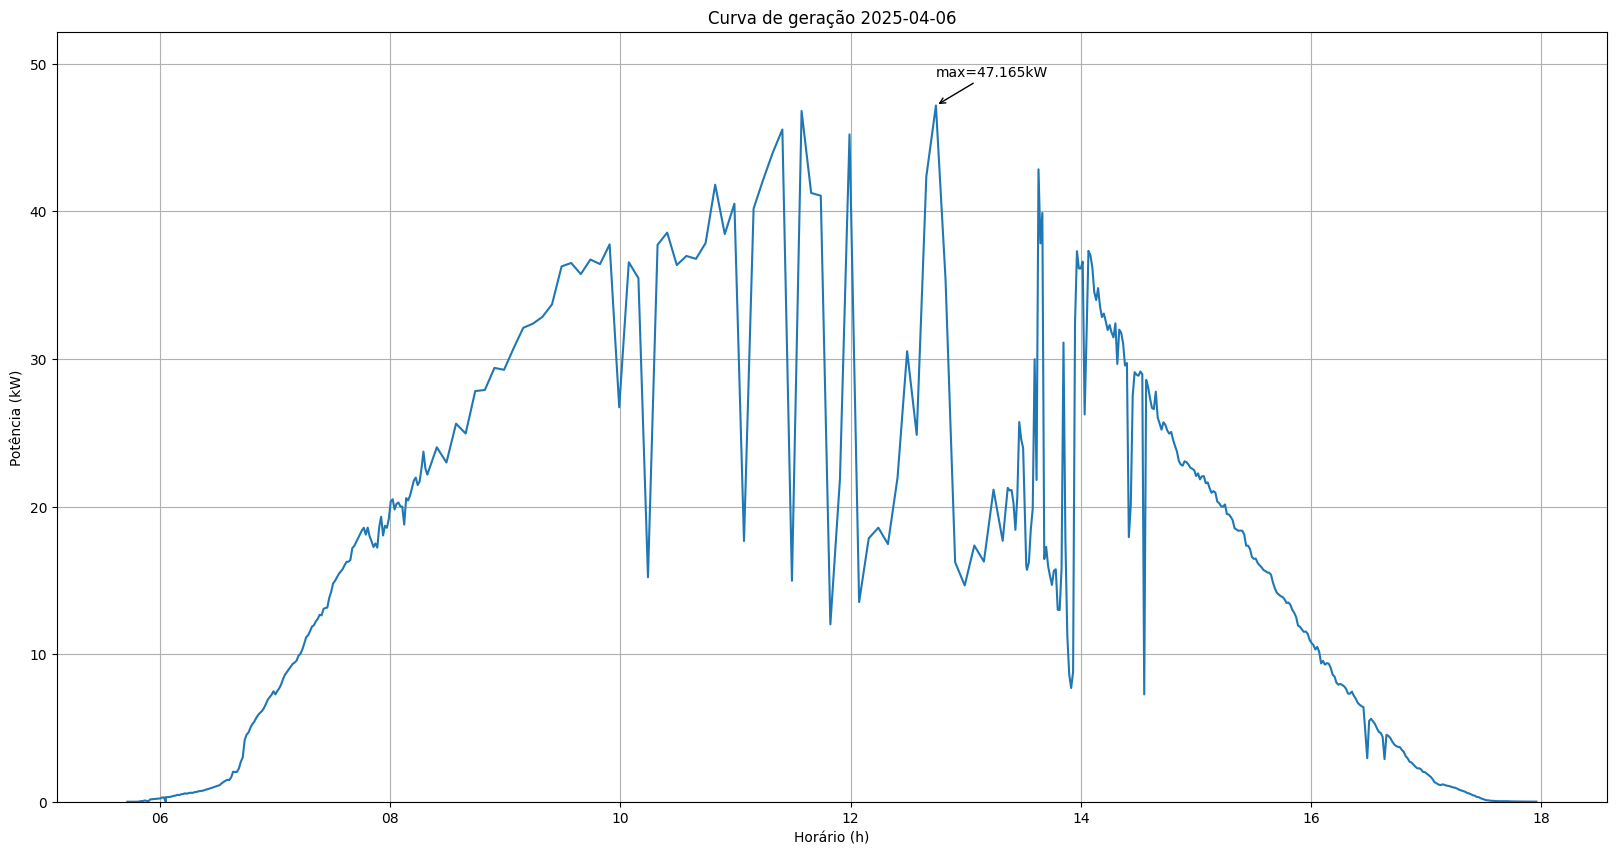 Curva de geração 2025-04-06
max=47.165kW
Potência (kW)
50
40
30
20
10
0
06 08 10 12 14 16 18
Horário (h)